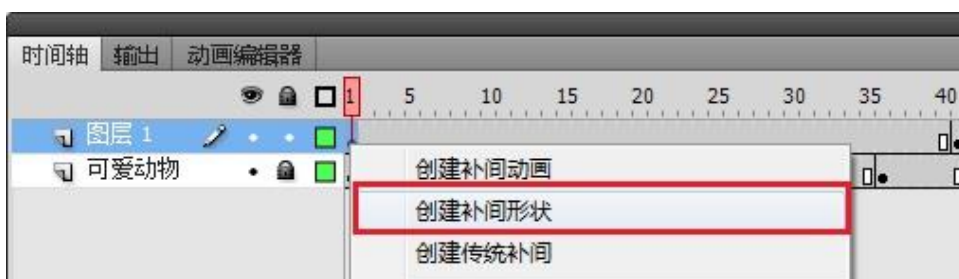 时间轴 输出 动画编辑器
1 5 10 15 20 25 30 35 40
图层 1
可爱动物
创建补间动画
创建补间形状
创建传统补间